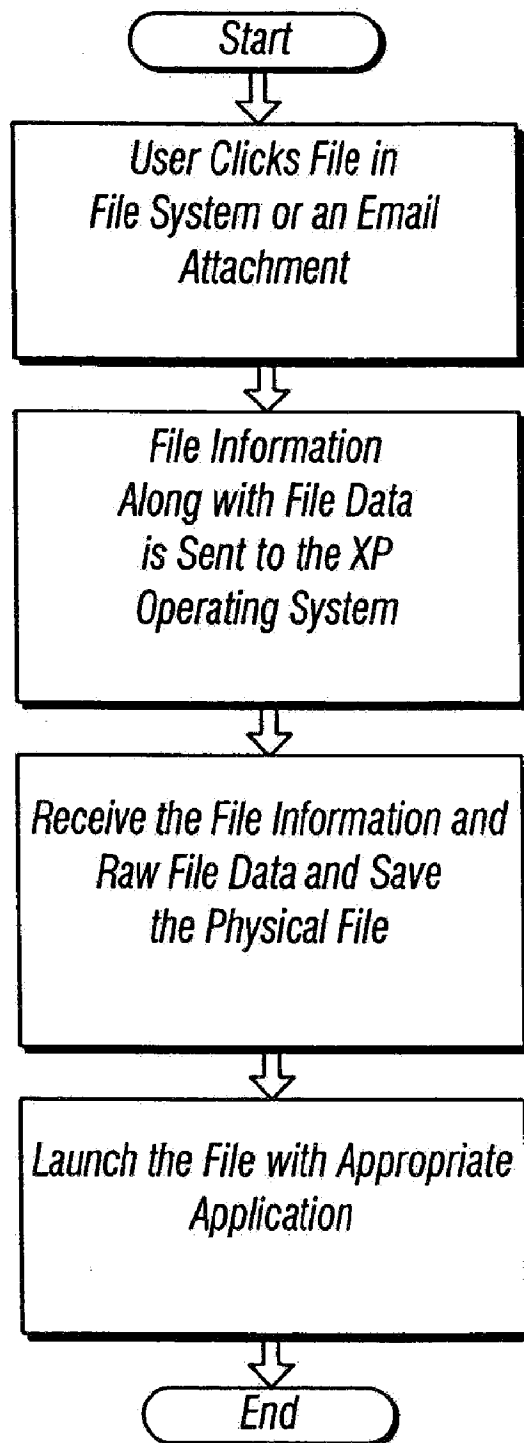 Start
User Clicks File in
File System or an Email
Attachment
File Information
Along with File Data
is Sent to the XP
Operating System
Receive the File Information and
Raw File Data and Save
the Physical File
Launch the File with Appropriate
Application
End